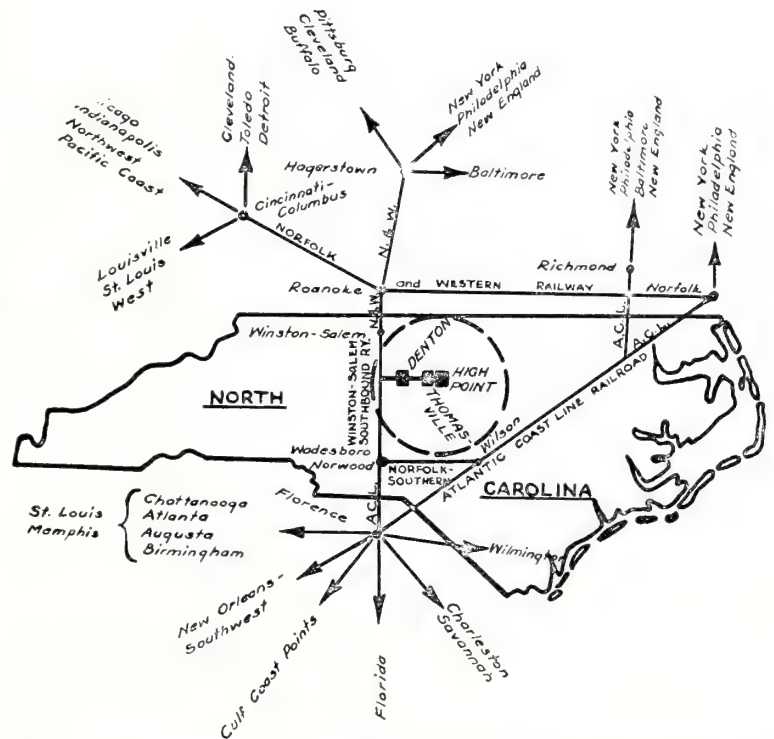 Pittsburg
Cleveland
Buffalo
New York
Philadelphia
New England
Cleveland
Toledo
Detroit
icago
Indianapolis
Northwest
Pacific Coast
Hagerstown
Baltimore
New York
Philadelphia
Baltimore
New England
New York
Philadelphia
New England
Cincinnati-
Columbus
Louisville
St. Louis
West
NORFOLK
N. & W.
Richmond
Roanoke
and WESTERN RAILWAY
Norfolk
N. & W.
A. C. L.
A. C. L.
Winston-Salem
WINSTON-SALEM
SOUTHBOUND RY.
DENTON
HIGH
POINT
THOMAS-
VILLE
NORTH
Wadesboro
Norwood
Wilson
NORFOLK-
SOUTHERN
ATLANTIC COAST LINE RAILROAD
CAROLINA
Florence
A. C. L.
St. Louis
Memphis
Chattanooga
Atlanta
Augusta
Birmingham
Wilmington
New Orleans-
Southwest
Gulf Coast Points
Florida
Charleston
Savannah